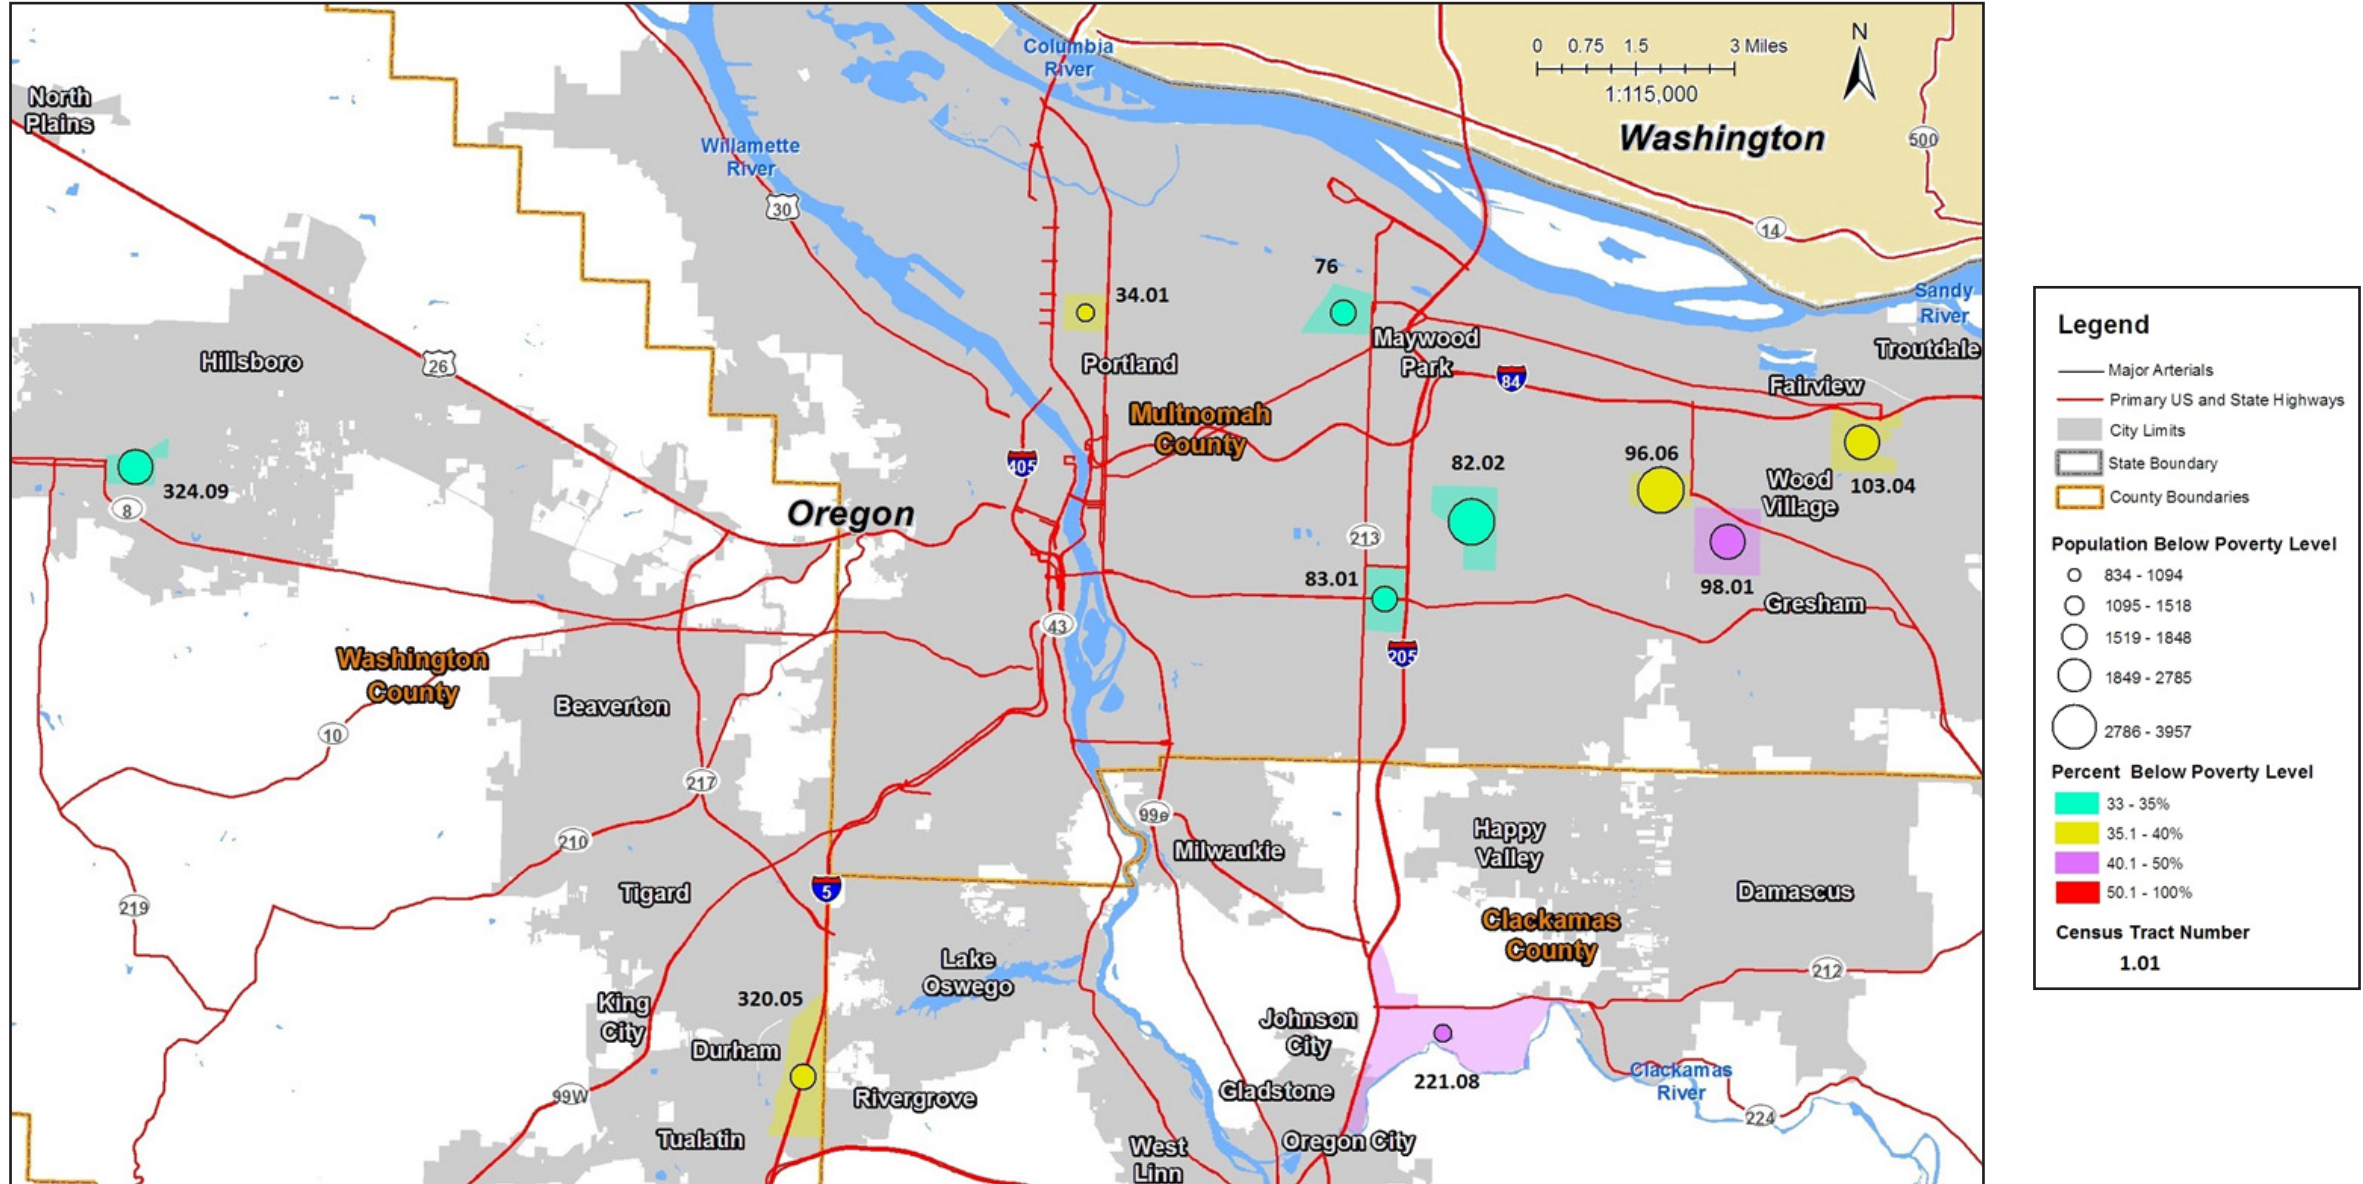 Columbia
River
0 0.75 1.5 3 Miles
1:115,000
N
Washington
500
North
Plains
Willamette
River
30
14
76
34.01
Sandy
River
Maywood
Park
Troutdale
Hillsboro
26
Portland
84
Fairview
Multnomah
County
405
82.02
96.06
Wood
Village
103.04
324.09
8
Oregon
213
83.01
98.01
Gresham
43
205
Washington
County
Beaverton
10
217
210
99e
Milwaukie
Happy
Valley
5
Tigard
Damascus
219
Clackamas
County
Lake
Oswego
212
320.05
King
City
Johnson
City
Durham
221.08
Clackamas
River
99W
Rivergrove
Gladstone
224
Tualatin
West
Linn
Oregon City
Legend
Major Arterials
Primary US and State Highways
City Limits
State Boundary
County Boundaries
Population Below Poverty Level
834 - 1094
1095 - 1518
1519 - 1848
1849 - 2785
2786 - 3957
Percent Below Poverty Level
33 - 35%
35.1 - 40%
40.1 - 50%
50.1 - 100%
Census Tract Number
1.01